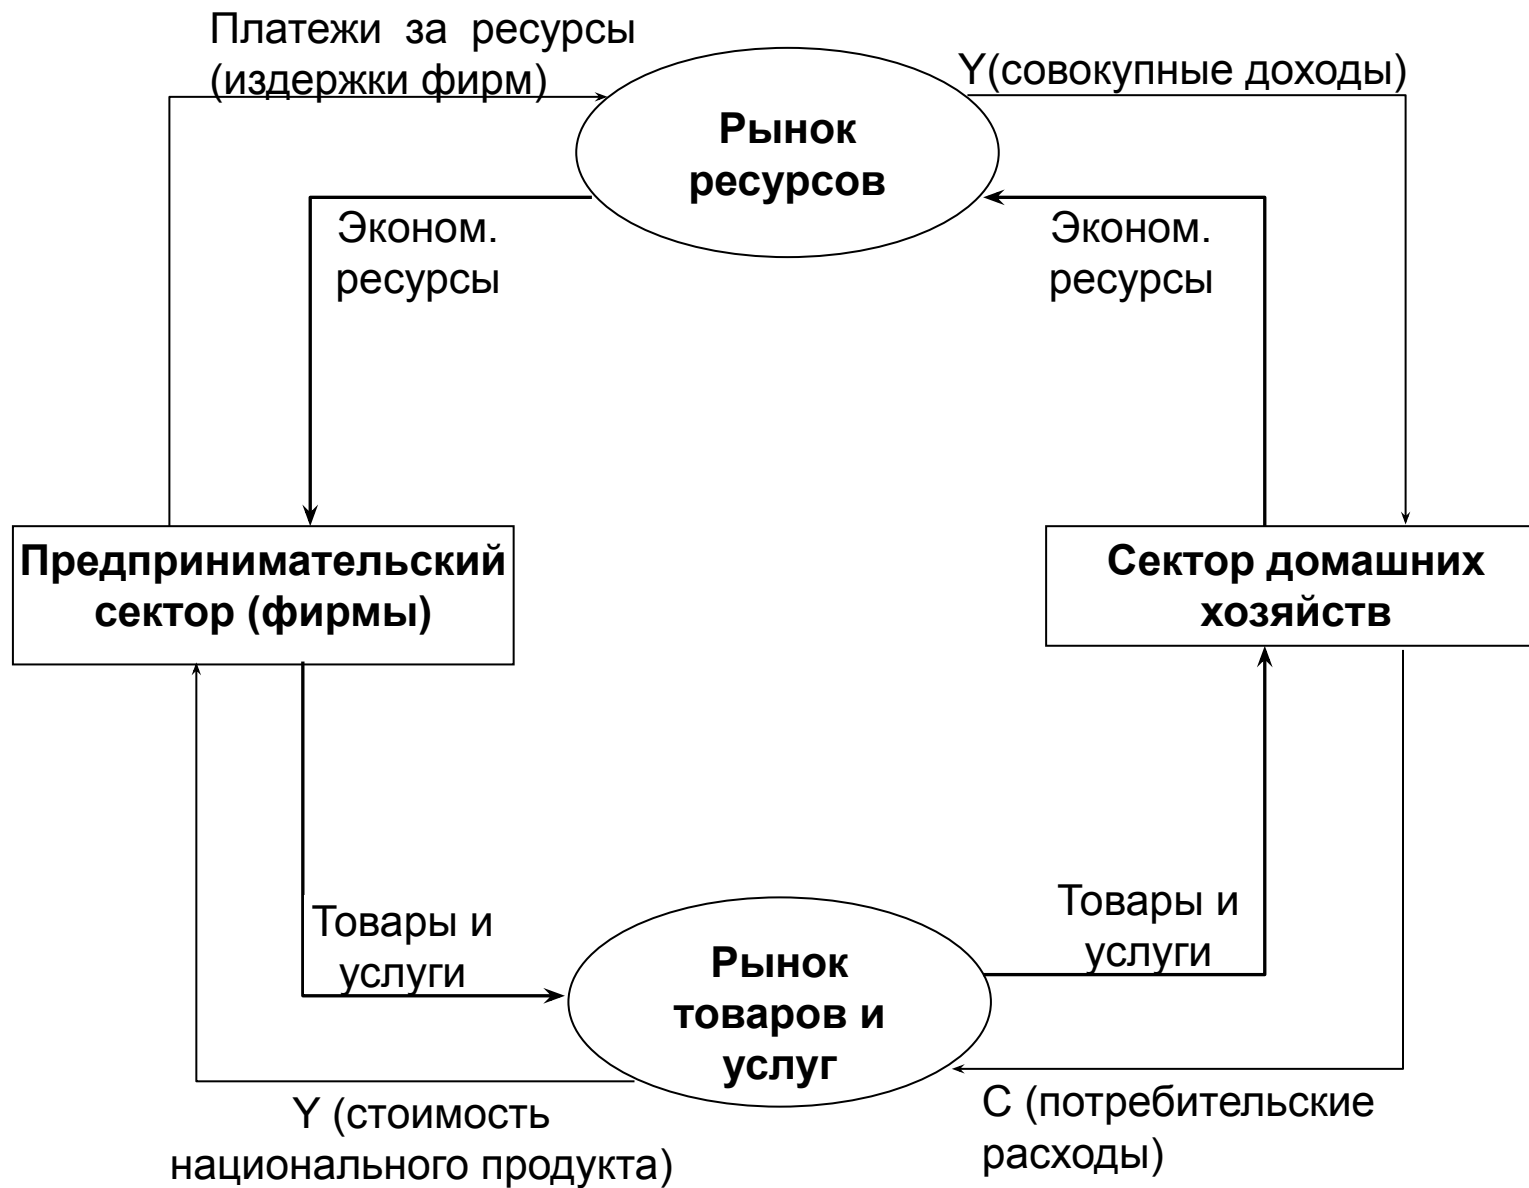 Платежи за ресурсы
(издержки фирм)
Y(совокупные доходы)
Рынок
ресурсов
Эконом.
ресурсы
Эконом.
ресурсы
Предпринимательский
сектор (фирмы)
Сектор домашних
хозяйств
Товары и
услуги
Товары и
услуги
Рынок
товаров и
услуг
Y (стоимость
национального продукта)
С (потребительские
расходы)